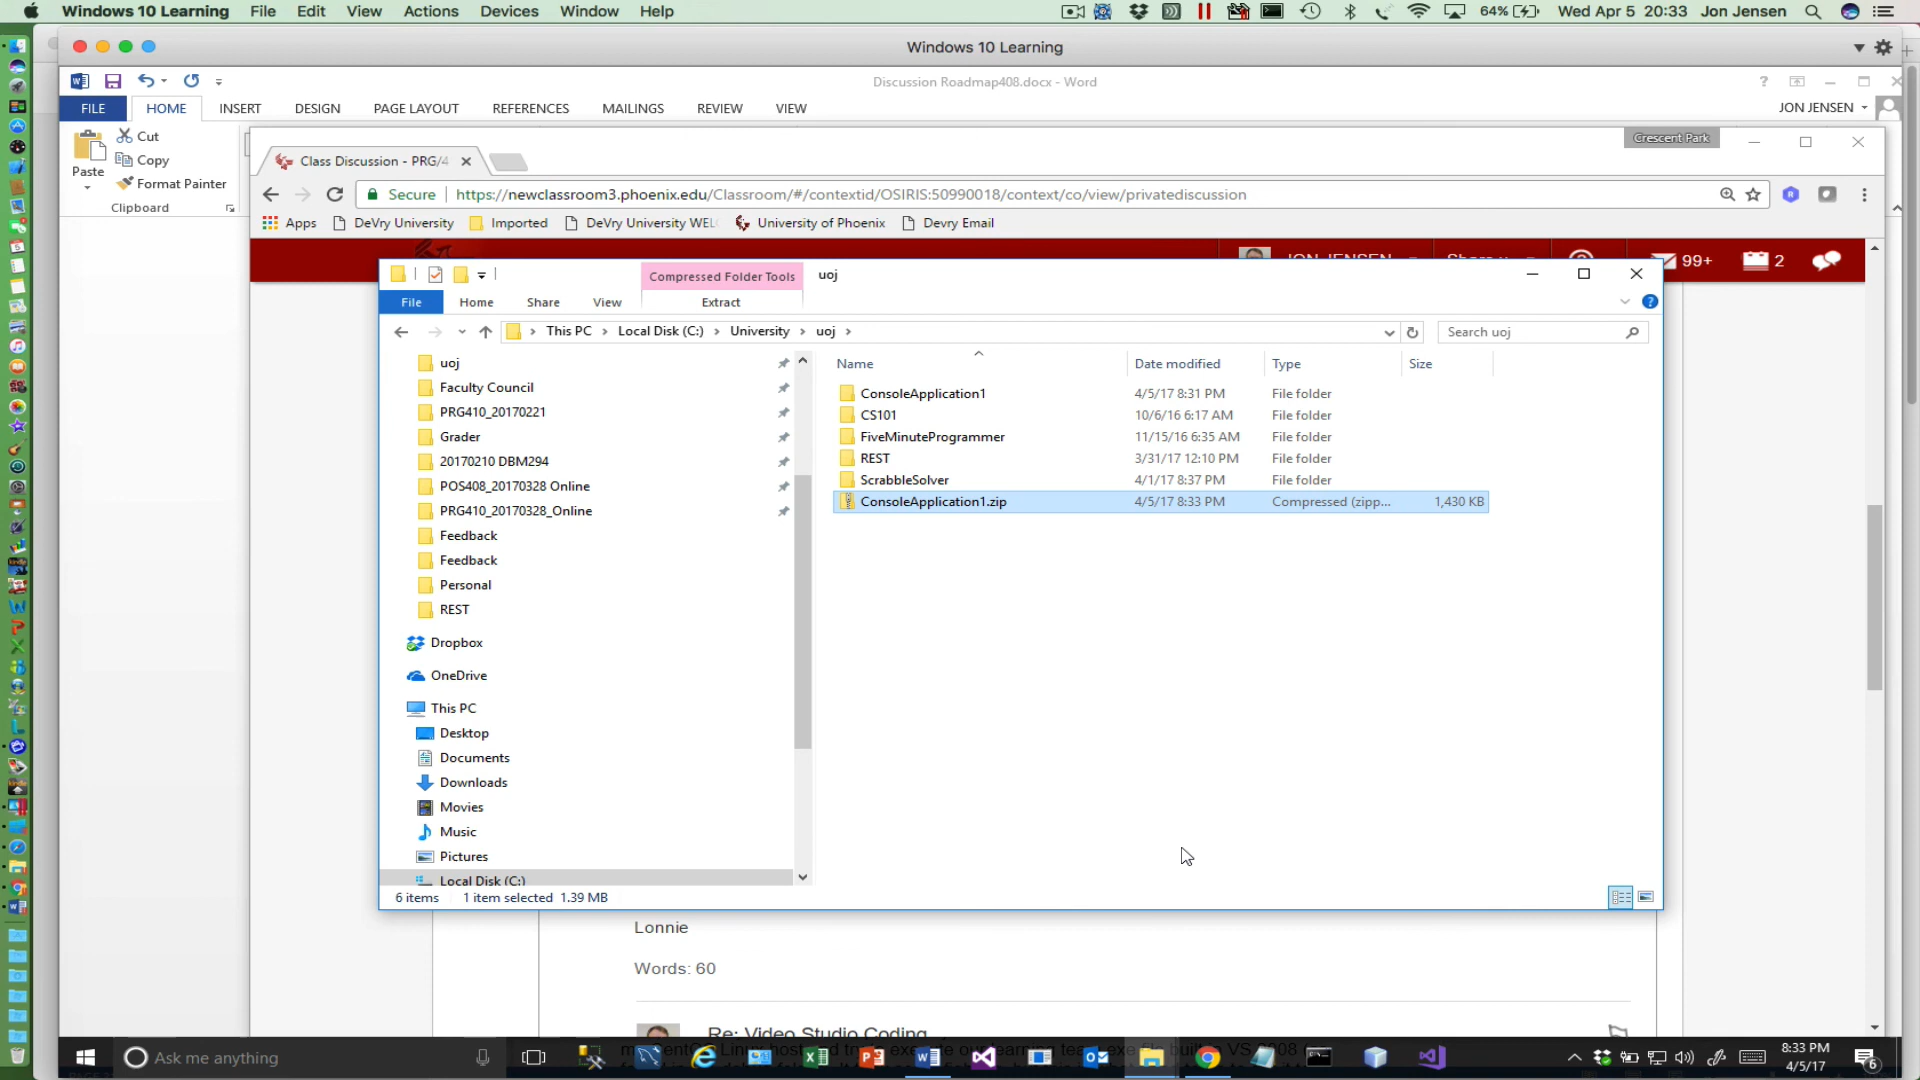 Windows 10 Learning File Edit View Actions Devices Window Help 64% Wed Apr 5 20:33 Jon Jensen
Windows 10 Learning
Discussion Roadmap408.docx - Word
FILE HOME INSERT DESIGN PAGE LAYOUT REFERENCES MAILINGS REVIEW VIEW JON JENSEN
Paste
Cut
Copy
Format Painter
Clipboard
Crescent Park
Class Discussion - PRG/4
Secure https://newclassroom3.phoenix.edu/Classroom/#/contextid/OSIRIS:50990018/context/co/view/privatediscussion
Apps DeVry University Imported DeVry University WEL University of Phoenix Devry Email
JON JENSEN 99+ 2
Compressed Folder Tools uoj
File Home Share View Extract
This PC Local Disk (C:) University uoj Search uoj
Name Date modified Type Size
ConsoleApplication1 4/5/17 8:31 PM File folder
CS101 10/6/16 6:17 AM File folder
FiveMinuteProgrammer 11/15/16 6:35 AM File folder
REST 3/31/17 12:10 PM File folder
ScrabbleSolver 4/1/17 8:37 PM File folder
ConsoleApplication1.zip 4/5/17 8:33 PM Compressed (zipp... 1,430 KB
uoj
Faculty Council
PRG410_20170221
Grader
20170210 DBM294
POS408_20170328 Online
PRG410_20170328_Online
Feedback
Feedback
Personal
REST
Dropbox
OneDrive
This PC
Desktop
Documents
Downloads
Movies
Music
Pictures
Local Disk (C:)
6 items 1 item selected 1.39 MB
Lonnie
Words: 60
Re: Video Studio Coding
Ask me anything
8:33 PM
4/5/17
6